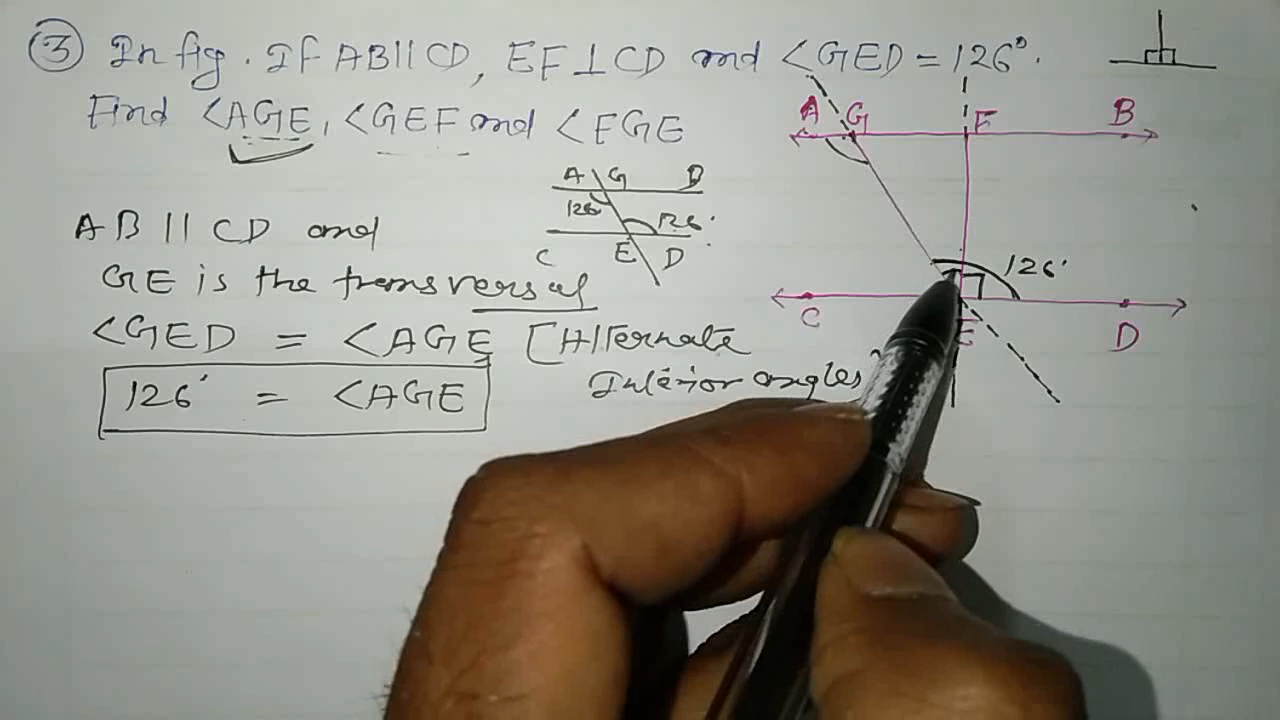 ③ In fig. If AB || CD, EF ⊥ CD and <GED = 126°.
Find <AGE, <GEF and <FGE
A G F B
A G B
126
126°
C E D
AB || CD and
GE is the transversal
<GED = <AGE [Alternate
Interior angles
126° = <AGE
126°
C E D